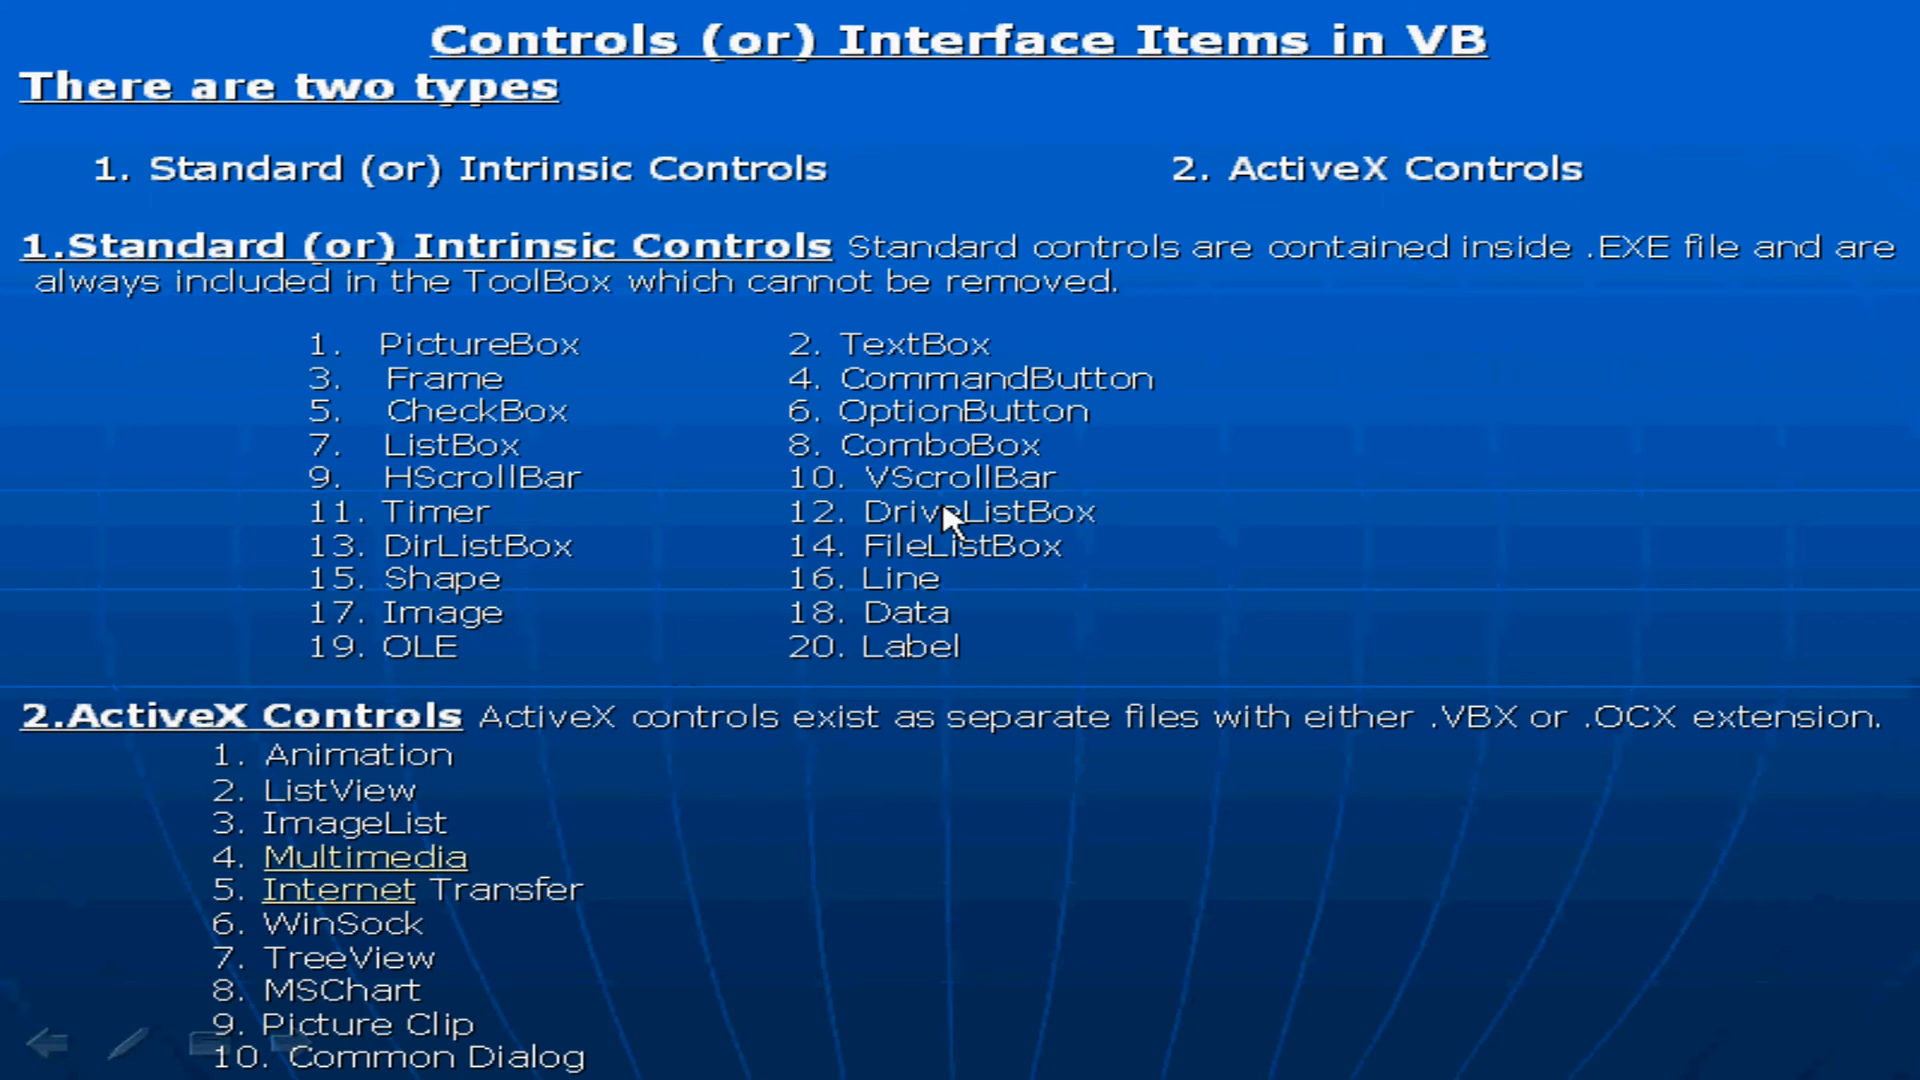 Controls (or) Interface Items in VB
There are two types
1. Standard (or) Intrinsic Controls 2. ActiveX Controls
1.Standard (or) Intrinsic Controls Standard controls are contained inside .EXE file and are
always included in the ToolBox which cannot be removed.
1. PictureBox 2. TextBox
3. Frame 4. CommandButton
5. CheckBox 6. OptionButton
7. ListBox 8. ComboBox
9. HScrollBar 10. VScrollBar
11. Timer 12. DriveListBox
13. DirListBox 14. FileListBox
15. Shape 16. Line
17. Image 18. Data
19. OLE 20. Label
2.ActiveX Controls ActiveX controls exist as separate files with either .VBX or .OCX extension.
1. Animation
2. ListView
3. ImageList
4. Multimedia
5. Internet Transfer
6. WinSock
7. TreeView
8. MSChart
9. Picture Clip
10. Common Dialog